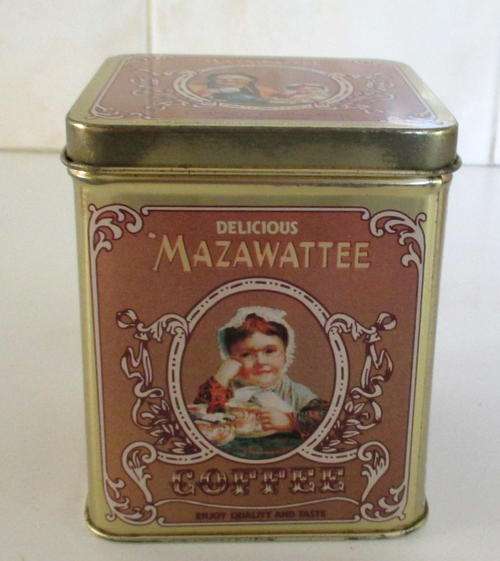 DELICIOUS
MAZAWATTEE
COFFEE
ENJOY QUALITY AND TASTE